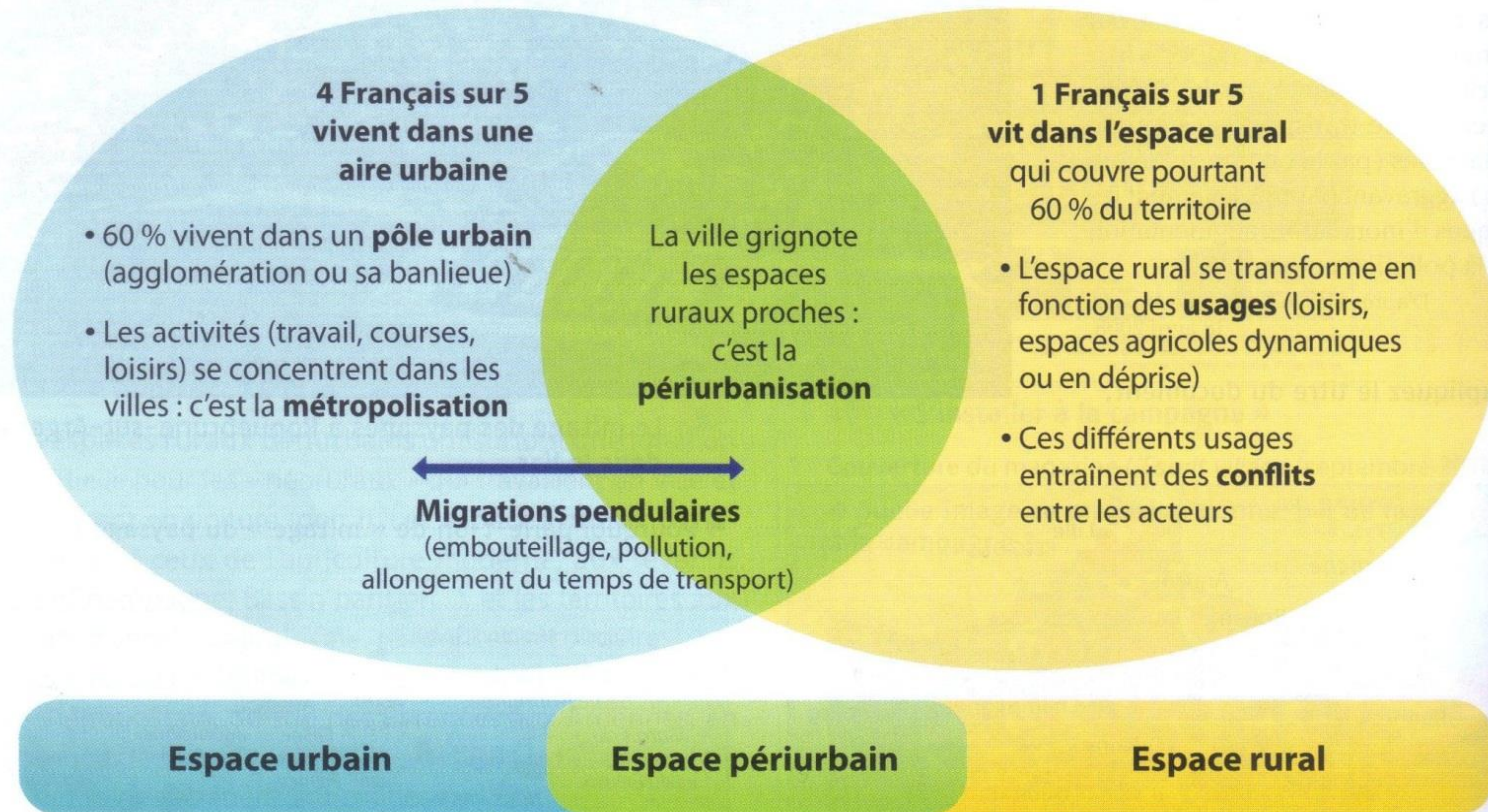 4 Français sur 5
vivent dans une
aire urbaine
• 60 % vivent dans un pôle urbain
(agglomération ou sa banlieue)
• Les activités (travail, courses,
loisirs) se concentrent dans les
villes : c'est la métropolisation
Migrations pendulaires
(embouteillage, pollution,
allongement du temps de transport)
La ville grignote
les espaces
ruraux proches :
c'est la
périurbanisation
1 Français sur 5
vit dans l'espace rural
qui couvre pourtant
60 % du territoire
• L'espace rural se transforme en
fonction des usages (loisirs,
espaces agricoles dynamiques
ou en déprise)
• Ces différents usages
entraînent des conflits
entre les acteurs
Espace urbain
Espace périurbain
Espace rural